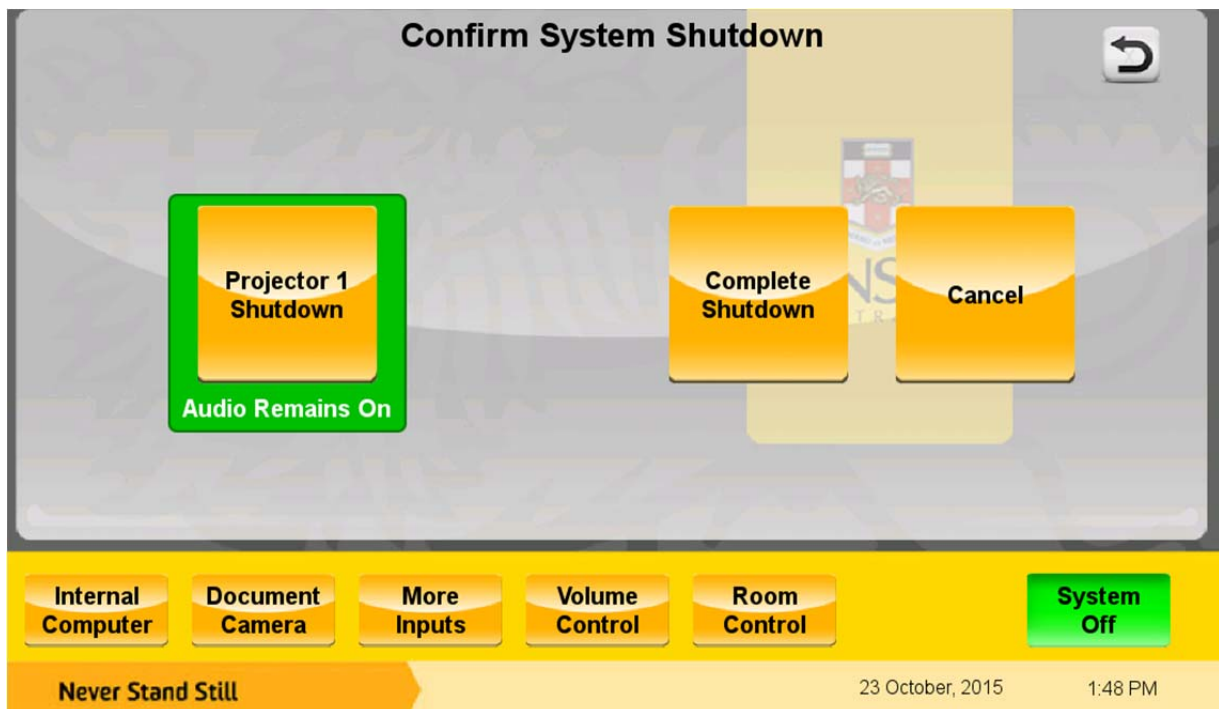 Confirm System Shutdown
Projector 1
Shutdown
Audio Remains On
Complete
Shutdown
Cancel
Internal
Computer
Document
Camera
More
Inputs
Volume
Control
Room
Control
System
Off
Never Stand Still
23 October, 2015
1:48 PM